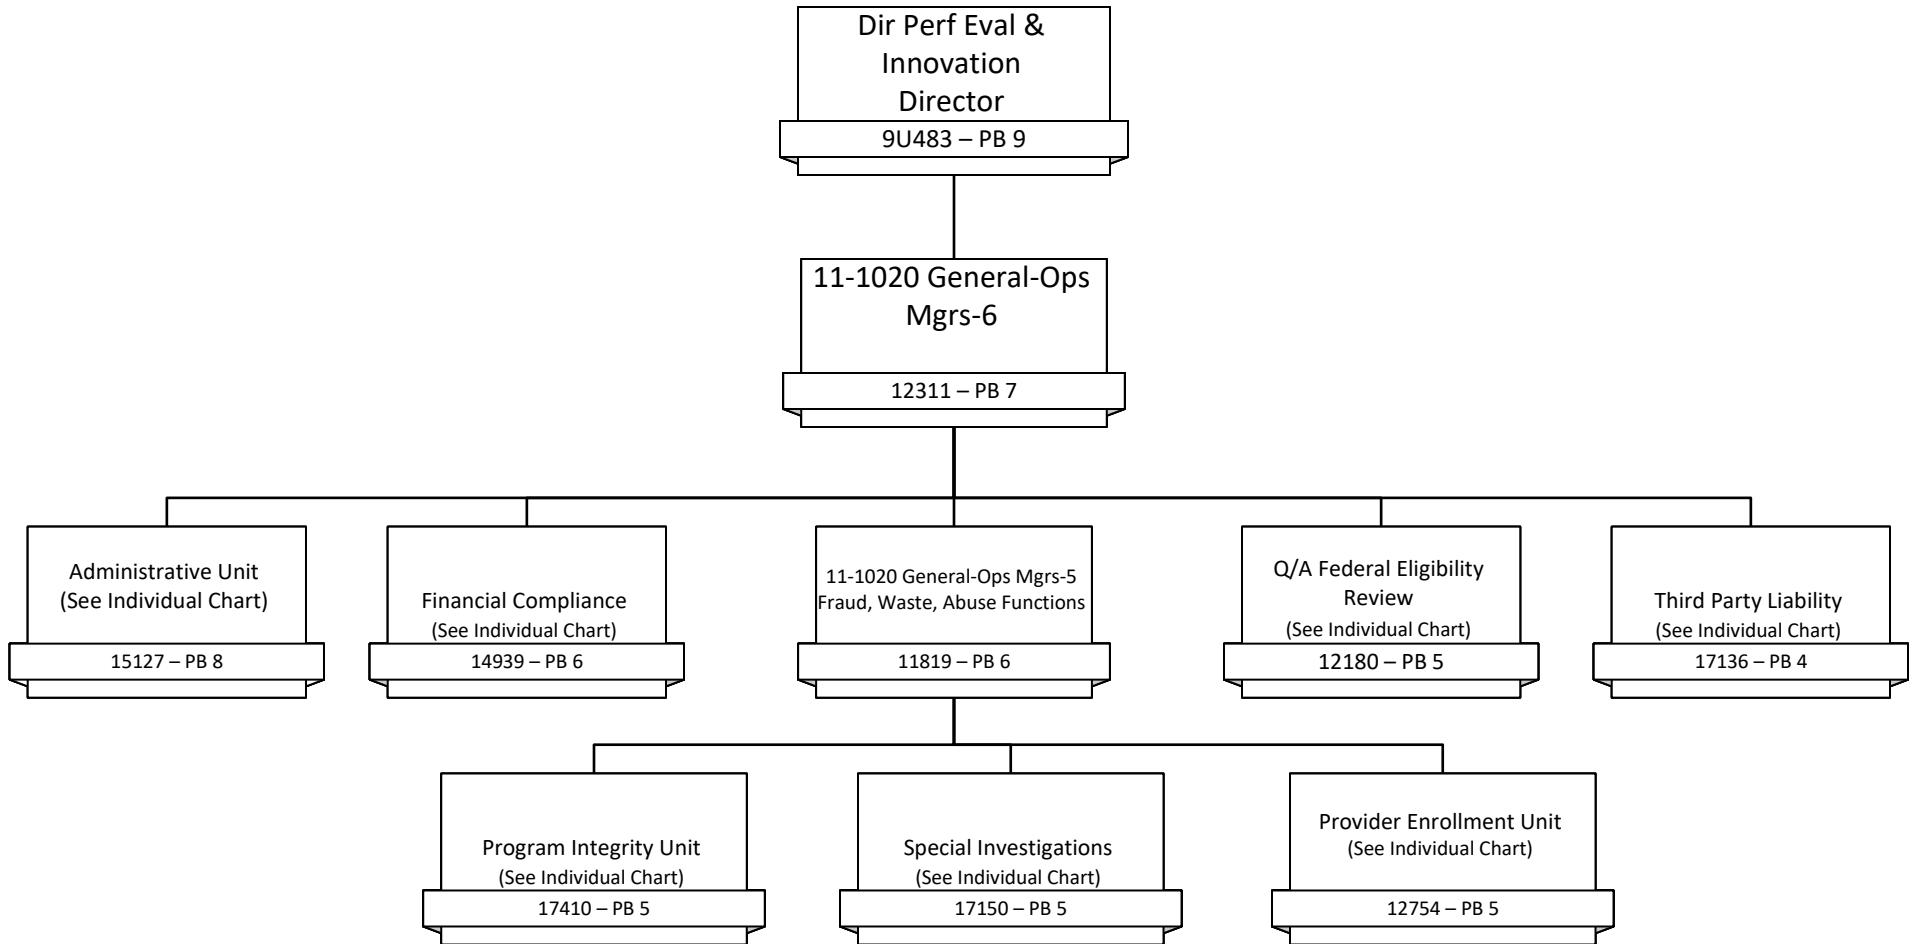 Dir Perf Eval &
Innovation
Director
9U483 – PB 9
11-1020 General-Ops
Mgrs-6
12311 – PB 7
Administrative Unit
(See Individual Chart)
15127 – PB 8
Financial Compliance
(See Individual Chart)
14939 – PB 6
11-1020 General-Ops Mgrs-5
Fraud, Waste, Abuse Functions
11819 – PB 6
Q/A Federal Eligibility
Review
(See Individual Chart)
12180 – PB 5
Third Party Liability
(See Individual Chart)
17136 – PB 4
Program Integrity Unit
(See Individual Chart)
17410 – PB 5
Special Investigations
(See Individual Chart)
17150 – PB 5
Provider Enrollment Unit
(See Individual Chart)
12754 – PB 5